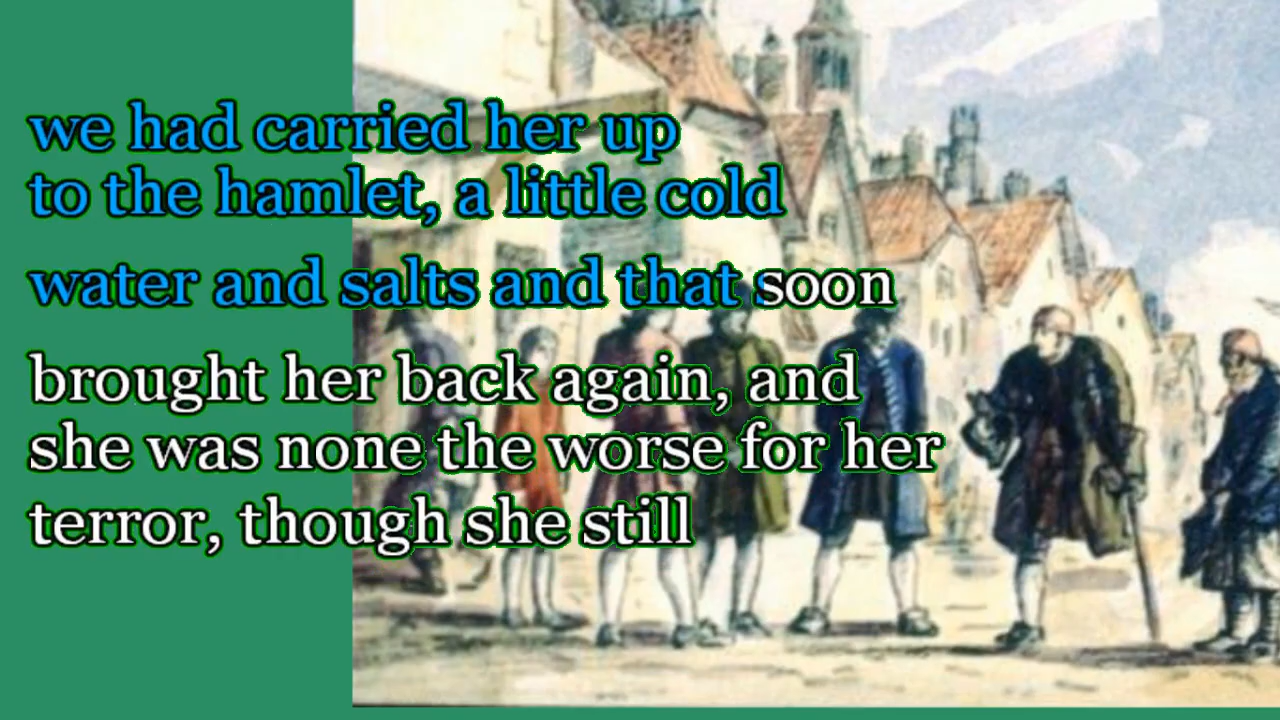 we had carried her up
to the hamlet, a little cold
water and salts and that soon
brought her back again, and
she was none the worse for her
terror, though she still